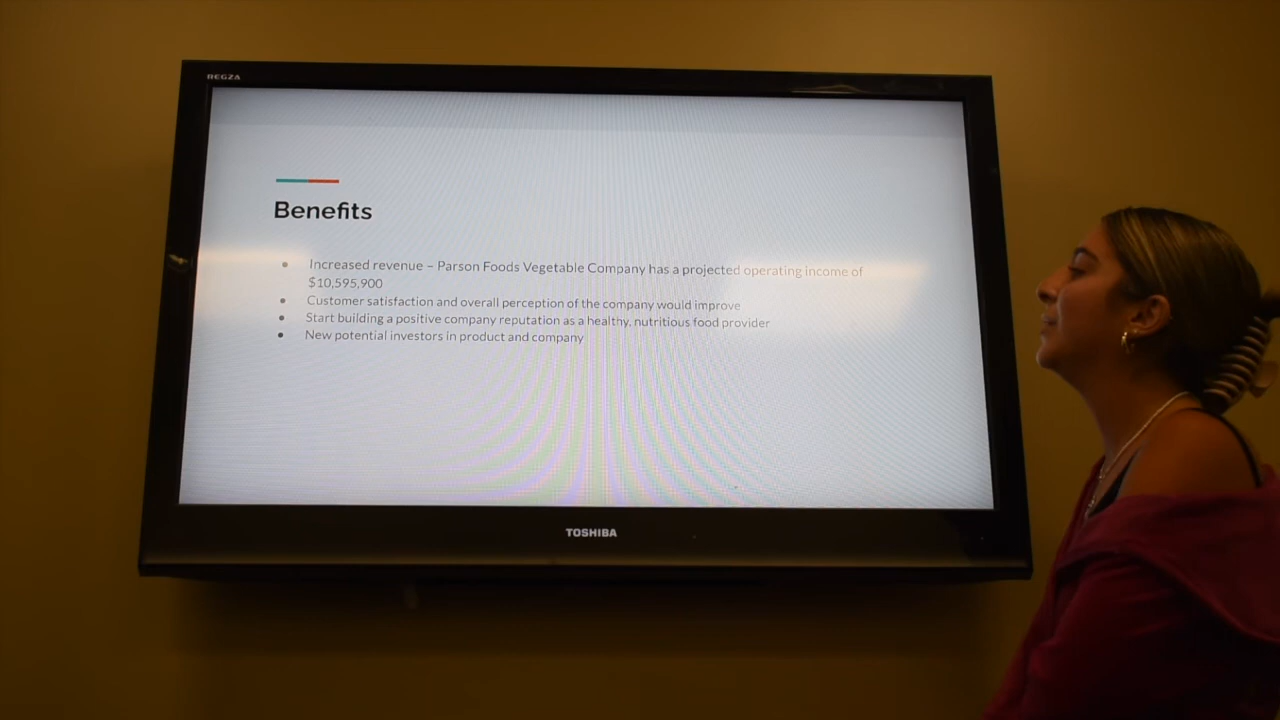 REGZA
Benefits
Increased revenue – Parson Foods Vegetable Company has a projected operating income of
$10,595,900
Customer satisfaction and overall perception of the company would improve
Start building a positive company reputation as a healthy, nutritious food provider
New potential investors in product and company
TOSHIBA